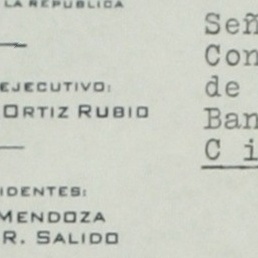 LA REPUBLICA
EJECUTIVO:
ORTIZ RUBIO
IDENTES:
MENDOZA
R. SALIDO
Señ
Con
de
Ban
C i